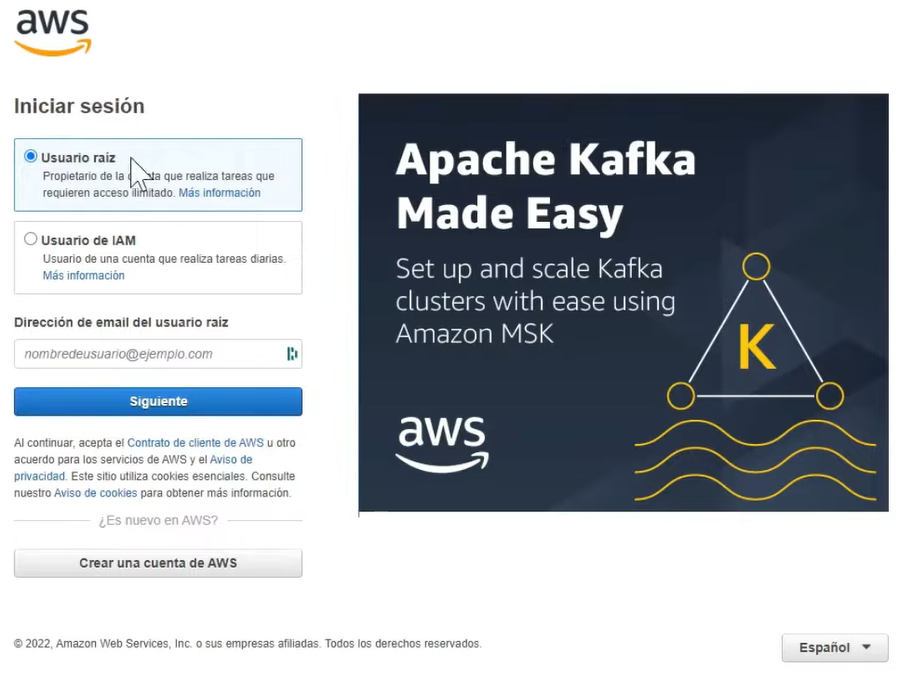 aws
Iniciar sesión
Usuario raíz
Propietario de la cuenta que realiza tareas que
requieren acceso ilimitado. Más información
Usuario de IAM
Usuario de una cuenta que realiza tareas diarias.
Más información
Dirección de email del usuario raíz
nombredeusuario@ejemplo.com
Siguiente
Al continuar, acepta el Contrato de cliente de AWS u otro
acuerdo para los servicios de AWS y el Aviso de
privacidad. Este sitio utiliza cookies esenciales. Consulte
nuestro Aviso de cookies para obtener más información.
¿Es nuevo en AWS?
Crear una cuenta de AWS
Apache Kafka
Made Easy
Set up and scale Kafka
clusters with ease using
Amazon MSK
K
aws
© 2022, Amazon Web Services, Inc. o sus empresas afiliadas. Todos los derechos reservados.
Español